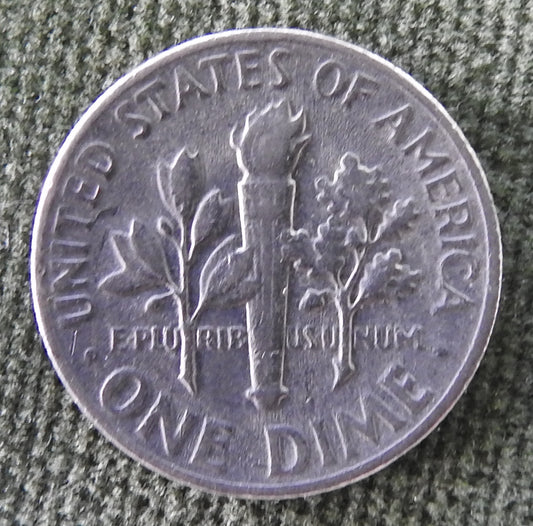 UNITED STATES OF AMERICA
E PLURIBUS UNUM
ONE DIME